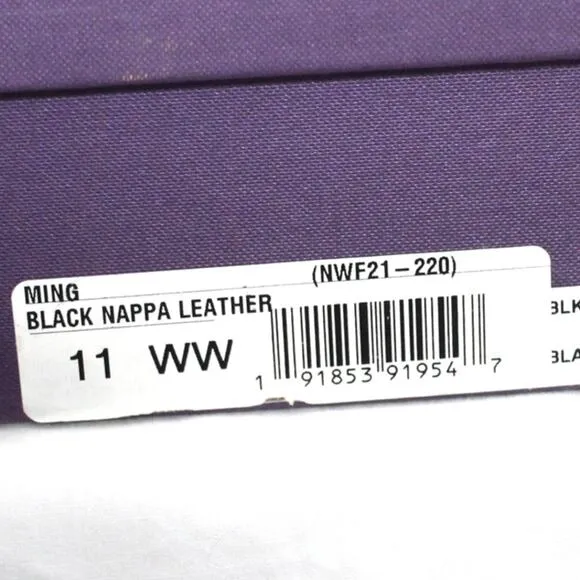 MING (NWF21-220)
BLACK NAPPA LEATHER
11 WW
1 91853 91954 7
BLK
BLA